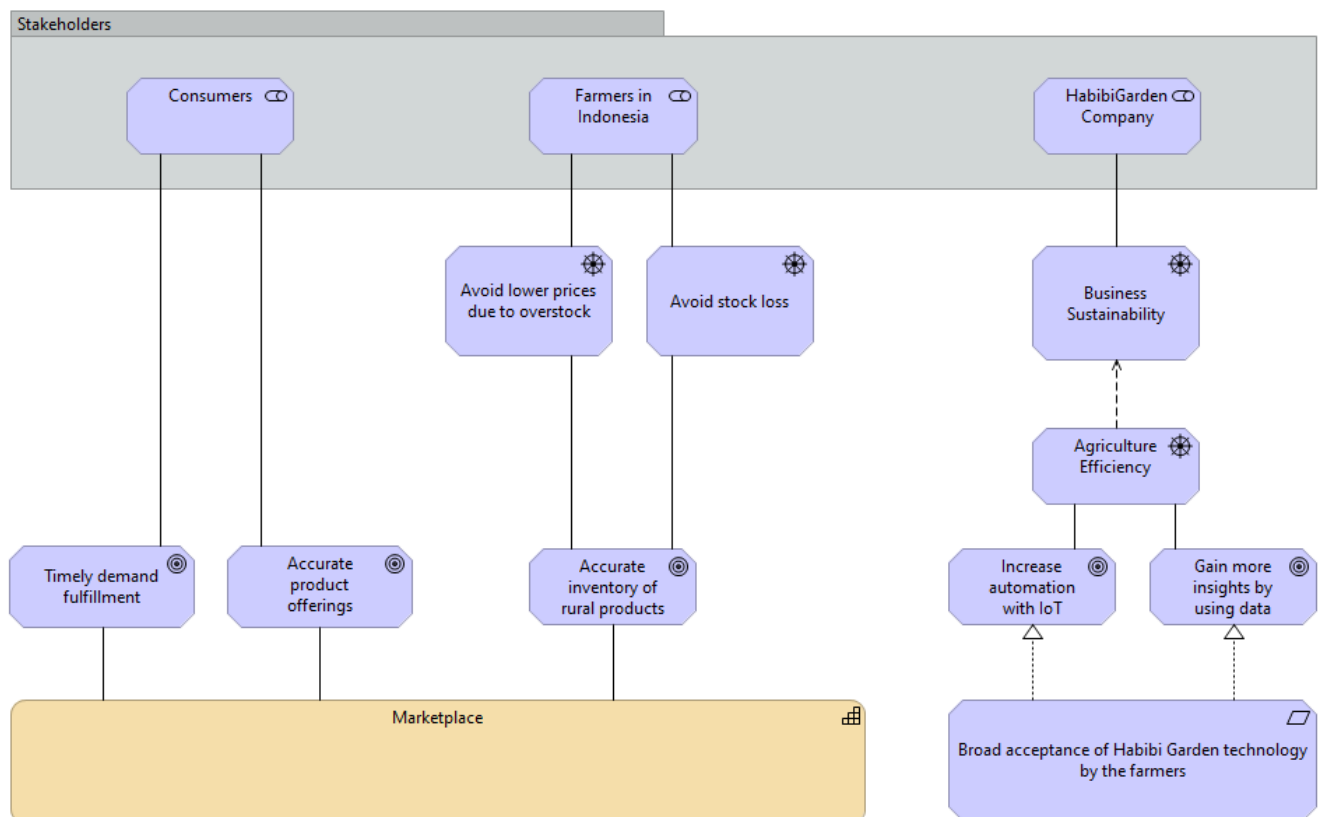 Stakeholders
Consumers
Farmers in
Indonesia
HabibiGarden
Company
Avoid lower prices
due to overstock
Avoid stock loss
Business
Sustainability
Agriculture
Efficiency
Timely demand
fulfillment
Accurate
product
offerings
Accurate
inventory of
rural products
Increase
automation
with IoT
Gain more
insights by
using data
Marketplace
Broad acceptance of Habibi Garden technology
by the farmers